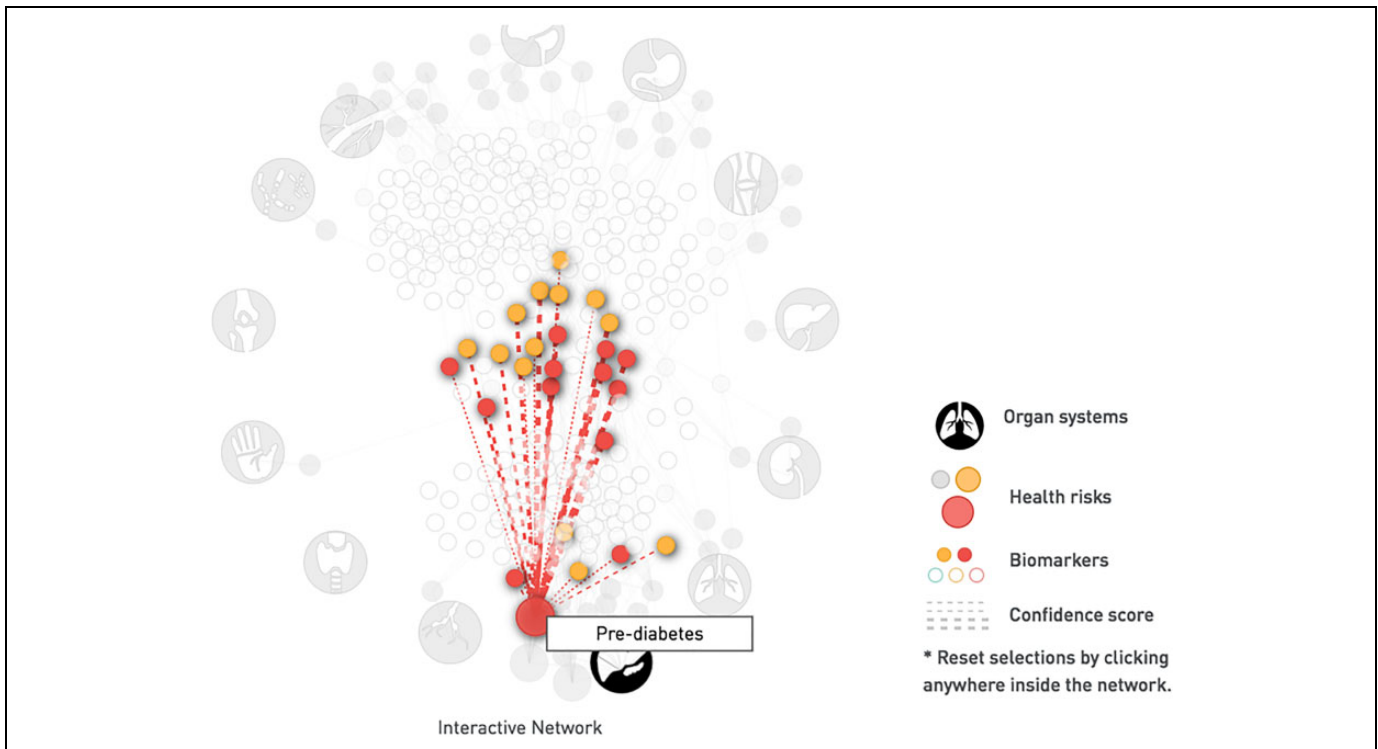 Organ systems
Health risks
Biomarkers
Confidence score
* Reset selections by clicking
anywhere inside the network.
Pre-diabetes
Interactive Network